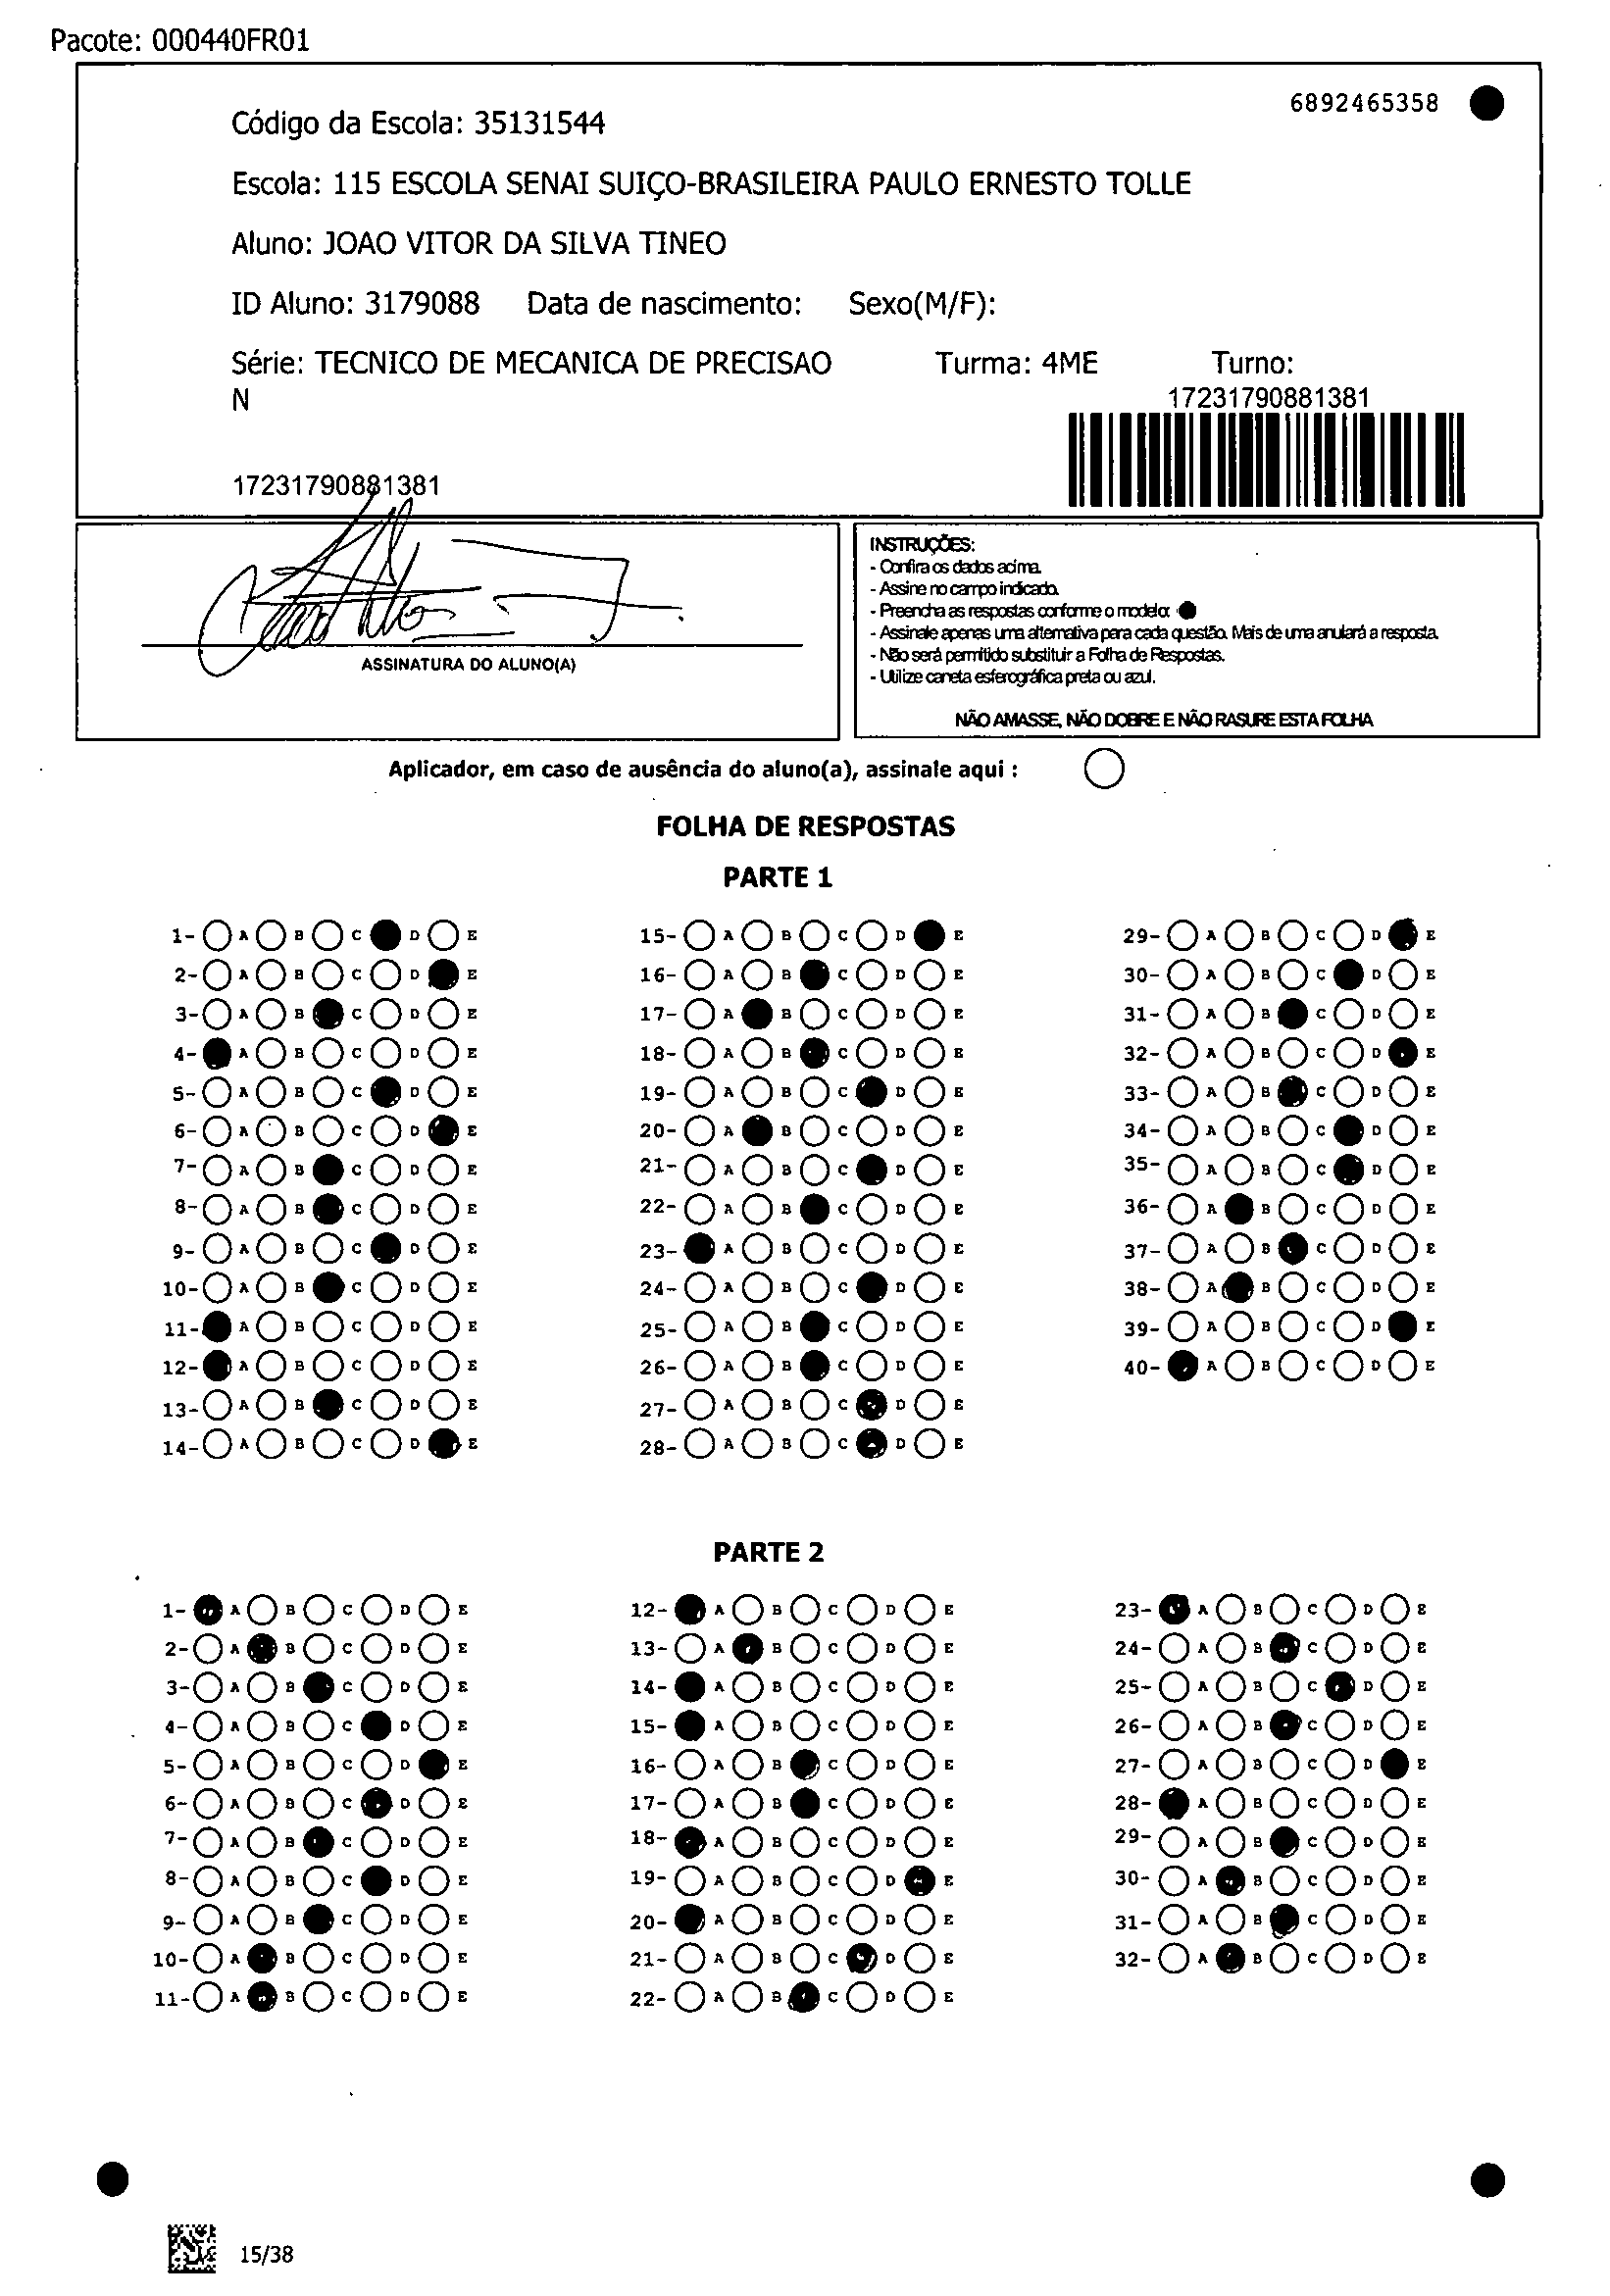 Pacote: 000440FR01
6892465358
Código da Escola: 35131544
Escola: 115 ESCOLA SENAI SUIÇO-BRASILEIRA PAULO ERNESTO TOLLE
Aluno: JOAO VITOR DA SILVA TINEO
ID Aluno: 3179088 Data de nascimento: Sexo(M/F):
Série: TECNICO DE MECANICA DE PRECISAO Turma: 4ME Turno:
N
17231790881381
17231790881381
ASSINATURA DO ALUNO(A)
INSTRUÇÕES:
- Confira os dados acima.
- Assine no campo indicado.
- Preencha as respostas conforme o modelo:
- Assinale apenas uma alternativa para cada questão. Mais de uma anulará a resposta.
- Não será permitido substituir a Folha de Respostas.
- Utilize caneta esferográfica preta ou azul.
NÃO AMASSE, NÃO DOBRE E NÃO RASURE ESTA FOLHA
Aplicador, em caso de ausência do aluno(a), assinale aqui :
FOLHA DE RESPOSTAS
PARTE 1
1- A B C D E 15- A B C D E 29- A B C D E
2- A B C D E 16- A B C D E 30- A B C D E
3- A B C D E 17- A B C D E 31- A B C D E
4- A B C D E 18- A B C D E 32- A B C D E
5- A B C D E 19- A B C D E 33- A B C D E
6- A B C D E 20- A B C D E 34- A B C D E
7- A B C D E 21- A B C D E 35- A B C D E
8- A B C D E 22- A B C D E 36- A B C D E
9- A B C D E 23- A B C D E 37- A B C D E
10- A B C D E 24- A B C D E 38- A B C D E
11- A B C D E 25- A B C D E 39- A B C D E
12- A B C D E 26- A B C D E 40- A B C D E
13- A B C D E 27- A B C D E
14- A B C D E 28- A B C D E
PARTE 2
1- A B C D E 12- A B C D E 23- A B C D E
2- A B C D E 13- A B C D E 24- A B C D E
3- A B C D E 14- A B C D E 25- A B C D E
4- A B C D E 15- A B C D E 26- A B C D E
5- A B C D E 16- A B C D E 27- A B C D E
6- A B C D E 17- A B C D E 28- A B C D E
7- A B C D E 18- A B C D E 29- A B C D E
8- A B C D E 19- A B C D E 30- A B C D E
9- A B C D E 20- A B C D E 31- A B C D E
10- A B C D E 21- A B C D E 32- A B C D E
11- A B C D E 22- A B C D E
15/38